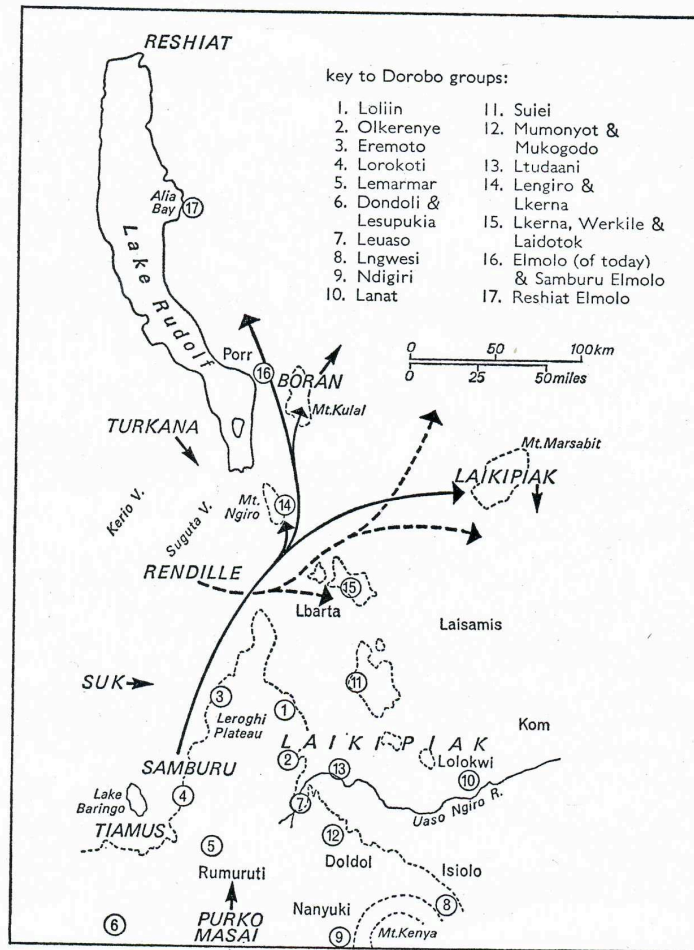 RESHIAT
key to Dorobo groups:
1. Loliin
2. Olkerenye
3. Eremoto
4. Lorokoti
5. Lemarmar
6. Dondoli &
Lesupukia
7. Leuaso
8. Lngwesi
9. Ndigiri
10. Lanat
11. Suiei
12. Mumonyot &
Mukogodo
13. Ltudaani
14. Lengiro &
Lkerna
15. Lkerna, Werkile &
Laidotok
16. Elmolo (of today)
& Samburu Elmolo
17. Reshiat Elmolo
Alia
Bay 17
Lake Rudolf
0 50 100km
0 25 50miles
Porr
16
BORAN
Mt.Kulal
TURKANA
Mt.Marsabit
LAIKIPIAK
Kerio V.
Suguta V.
Mt.
Ngiro
14
RENDILLE
15
Lbarta
Laisamis
SUK
11
3
1
Leroghi
Plateau
Kom
LAIKIPIAK
SAMBURU
2
13
Lolokwi
10
Lake
Baringo
4
7
Uaso Ngiro R.
TIAMUS
5
12
Doldol
Rumuruti
Isiolo
8
6
PURKO
MASAI
Nanyuki
9
Mt.Kenya